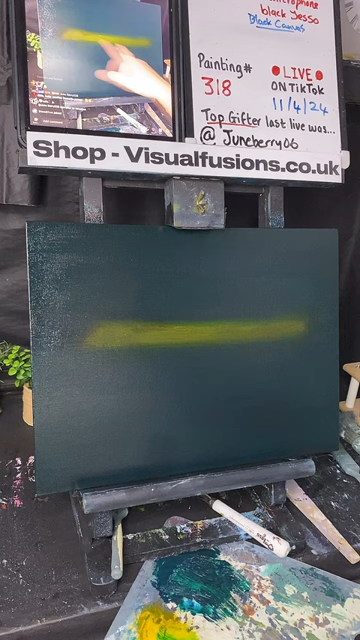 black Jesso
Black Canvas
Painting#
318
LIVE
ON TIKTOK
11/4/24
Top Gifter last live was...
@Juneberry06
Shop - Visualfusions.co.uk